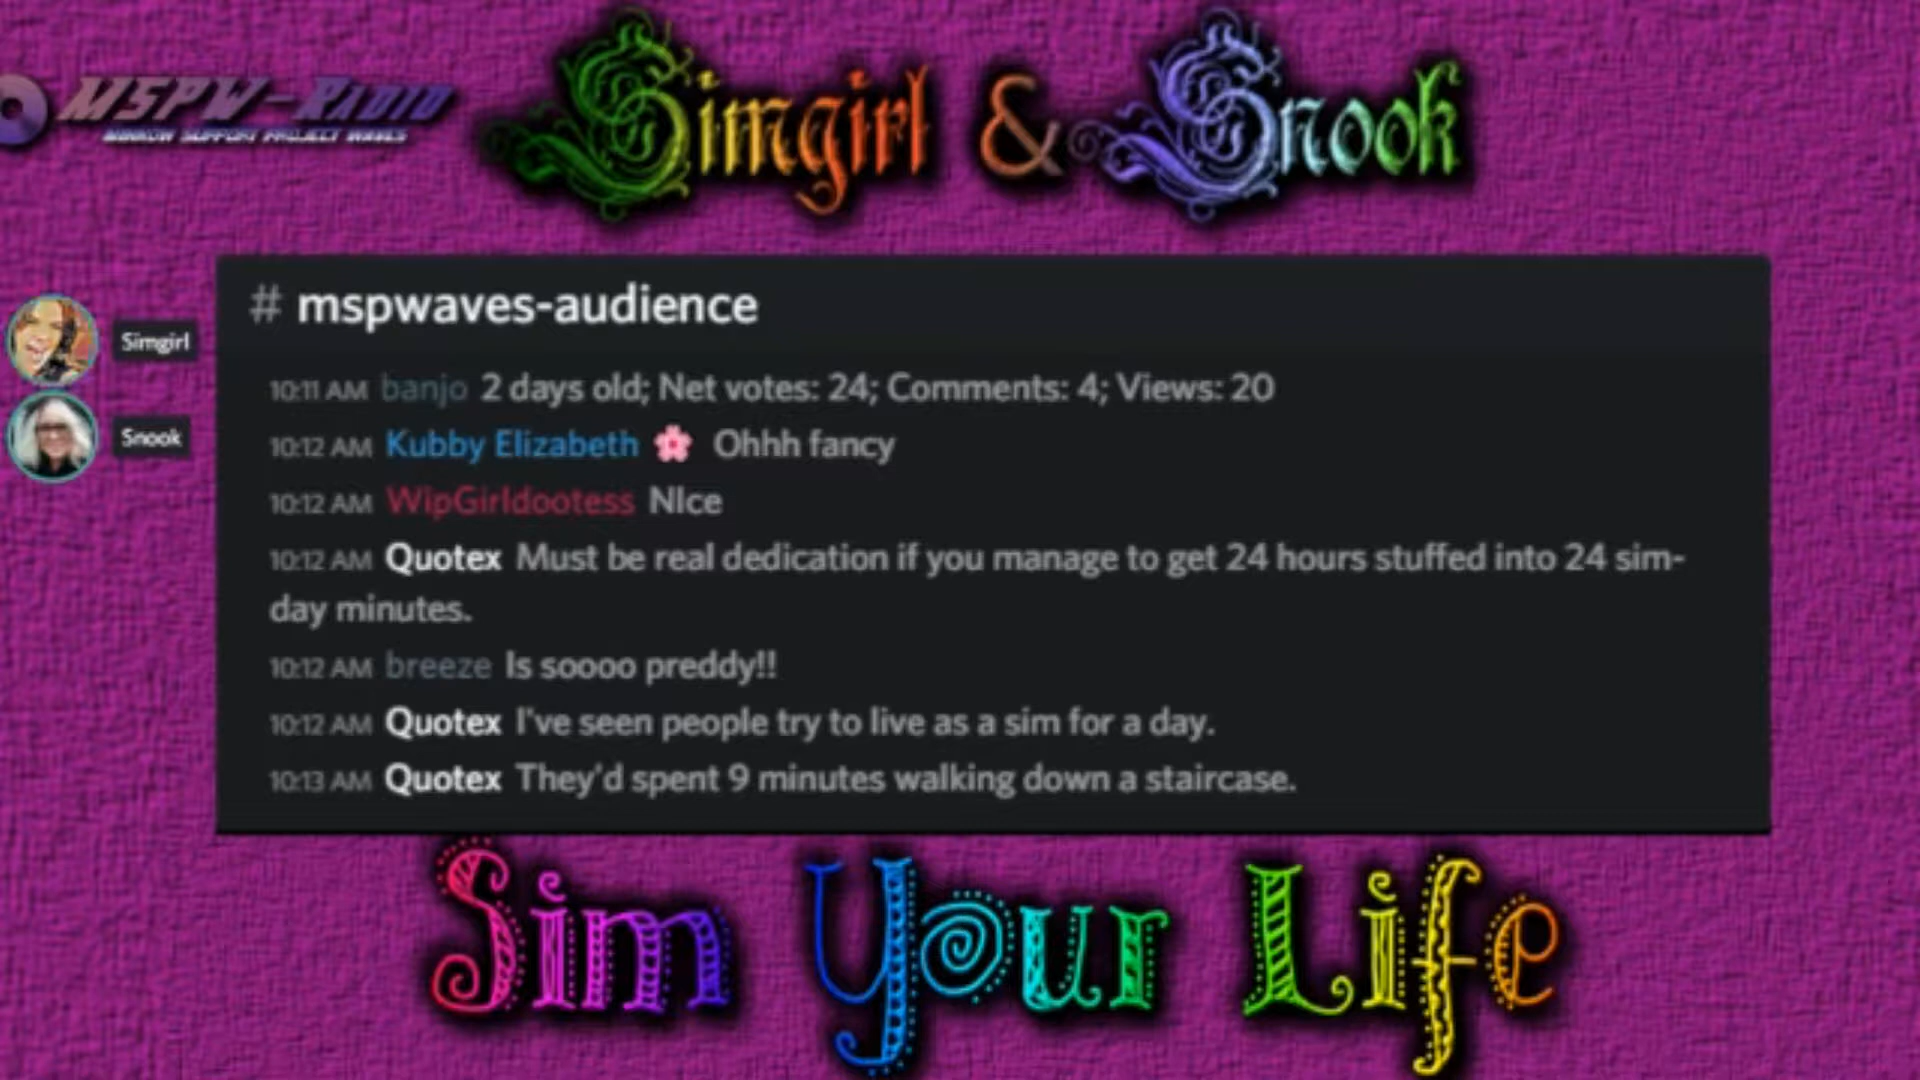 MSPW-Radio
MINNOW SUPPORT PROJECT WAVES
Simgirl & Snook
# mspwaves-audience
Simgirl
Snook
10:11 AM banjo 2 days old; Net votes: 24; Comments: 4; Views: 20
10:12 AM Kubby Elizabeth 🌸 Ohhh fancy
10:12 AM WipGirldootess NIce
10:12 AM Quotex Must be real dedication if you manage to get 24 hours stuffed into 24 sim-
day minutes.
10:12 AM breeze Is soooo preddy!!
10:12 AM Quotex I've seen people try to live as a sim for a day.
10:13 AM Quotex They'd spent 9 minutes walking down a staircase.
Sim Your Life